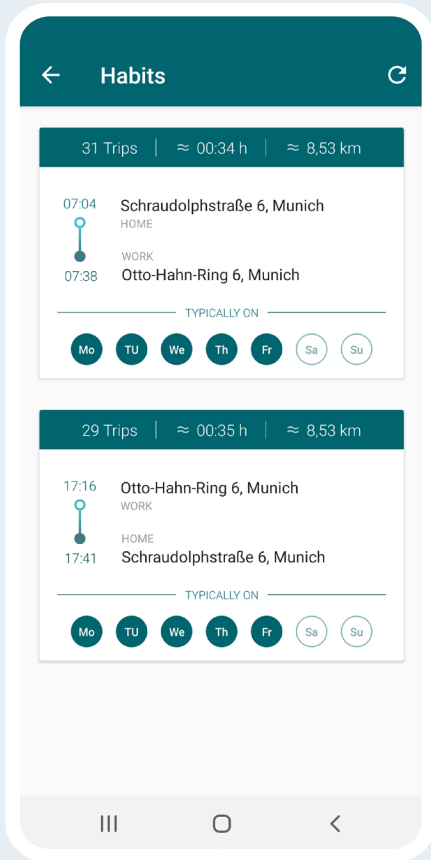 Habits
31 Trips | ≈ 00:34 h | ≈ 8,53 km
07:04 Schraudolphstraße 6, Munich
HOME
WORK
07:38 Otto-Hahn-Ring 6, Munich
TYPICALLY ON
Mo TU We Th Fr Sa Su
29 Trips | ≈ 00:35 h | ≈ 8,53 km
17:16 Otto-Hahn-Ring 6, Munich
WORK
HOME
17:41 Schraudolphstraße 6, Munich
TYPICALLY ON
Mo TU We Th Fr Sa Su